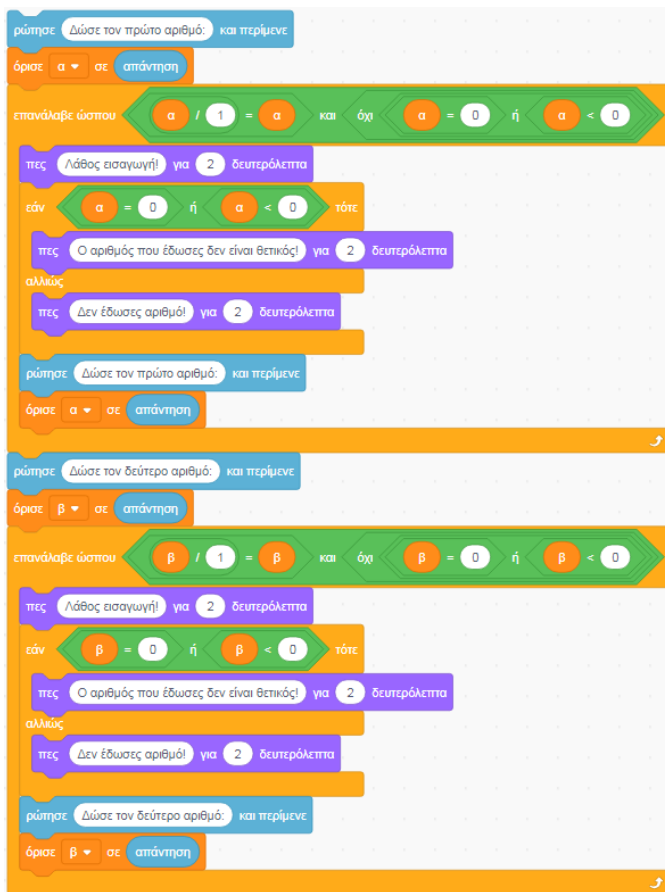 ρώτησε Δώσε τον πρώτο αριθμό: και περίμενε
όρισε α σε απάντηση
επανάλαβε ώσπου α / 1 = α και όχι α = 0 ή α < 0
πες Λάθος εισαγωγή! για 2 δευτερόλεπτα
εάν α = 0 ή α < 0 τότε
πες Ο αριθμός που έδωσες δεν είναι θετικός! για 2 δευτερόλεπτα
αλλιώς
πες Δεν έδωσες αριθμό! για 2 δευτερόλεπτα
ρώτησε Δώσε τον πρώτο αριθμό: και περίμενε
όρισε α σε απάντηση
ρώτησε Δώσε τον δεύτερο αριθμό: και περίμενε
όρισε β σε απάντηση
επανάλαβε ώσπου β / 1 = β και όχι β = 0 ή β < 0
πες Λάθος εισαγωγή! για 2 δευτερόλεπτα
εάν β = 0 ή β < 0 τότε
πες Ο αριθμός που έδωσες δεν είναι θετικός! για 2 δευτερόλεπτα
αλλιώς
πες Δεν έδωσες αριθμό! για 2 δευτερόλεπτα
ρώτησε Δώσε τον δεύτερο αριθμό: και περίμενε
όρισε β σε απάντηση